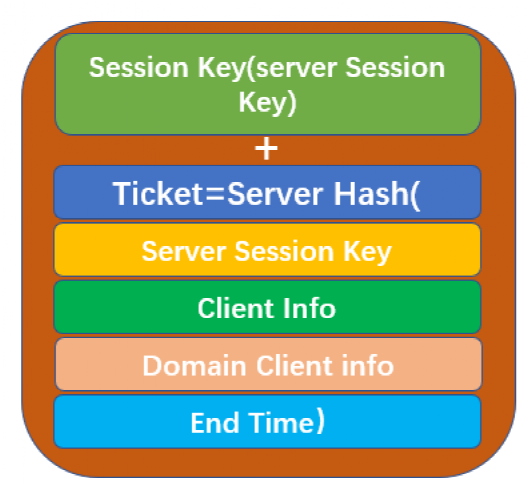 Session Key(server Session
Key)
+
Ticket=Server Hash(
Server Session Key
Client Info
Domain Client info
End Time）